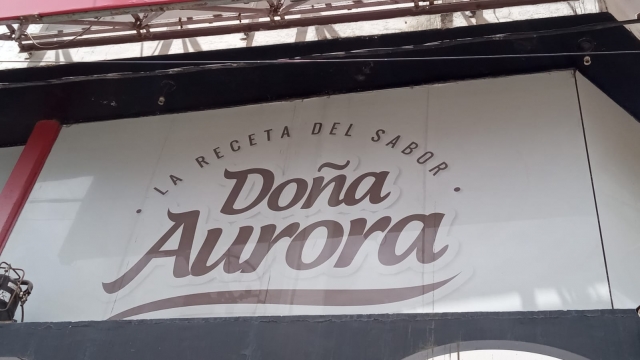 · LA RECETA DEL SABOR ·
Doña
Aurora